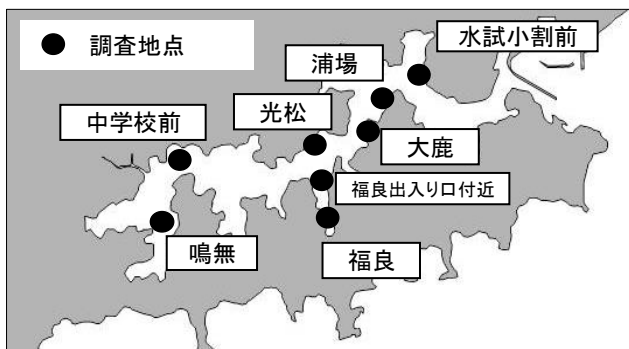 調査地点
水試小割前
浦場
光松
中学校前
大鹿
福良出入り口付近
鳴無
福良